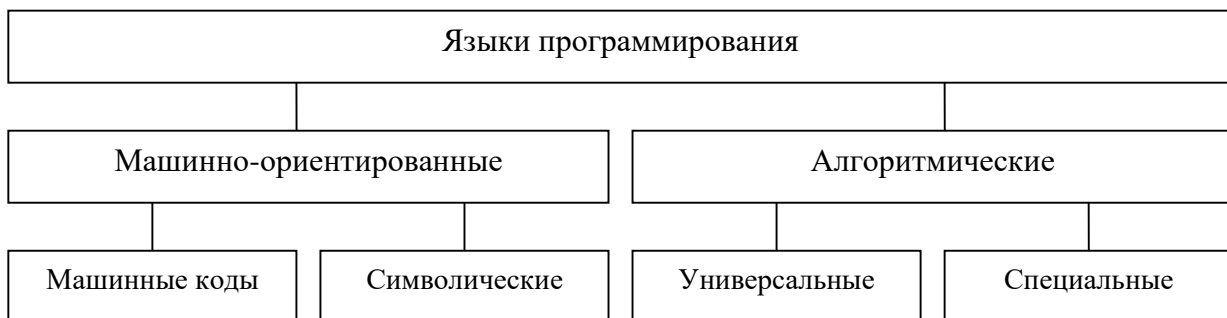 Языки программирования
Машинно-ориентированные
Алгоритмические
Машинные коды
Символические
Универсальные
Специальные